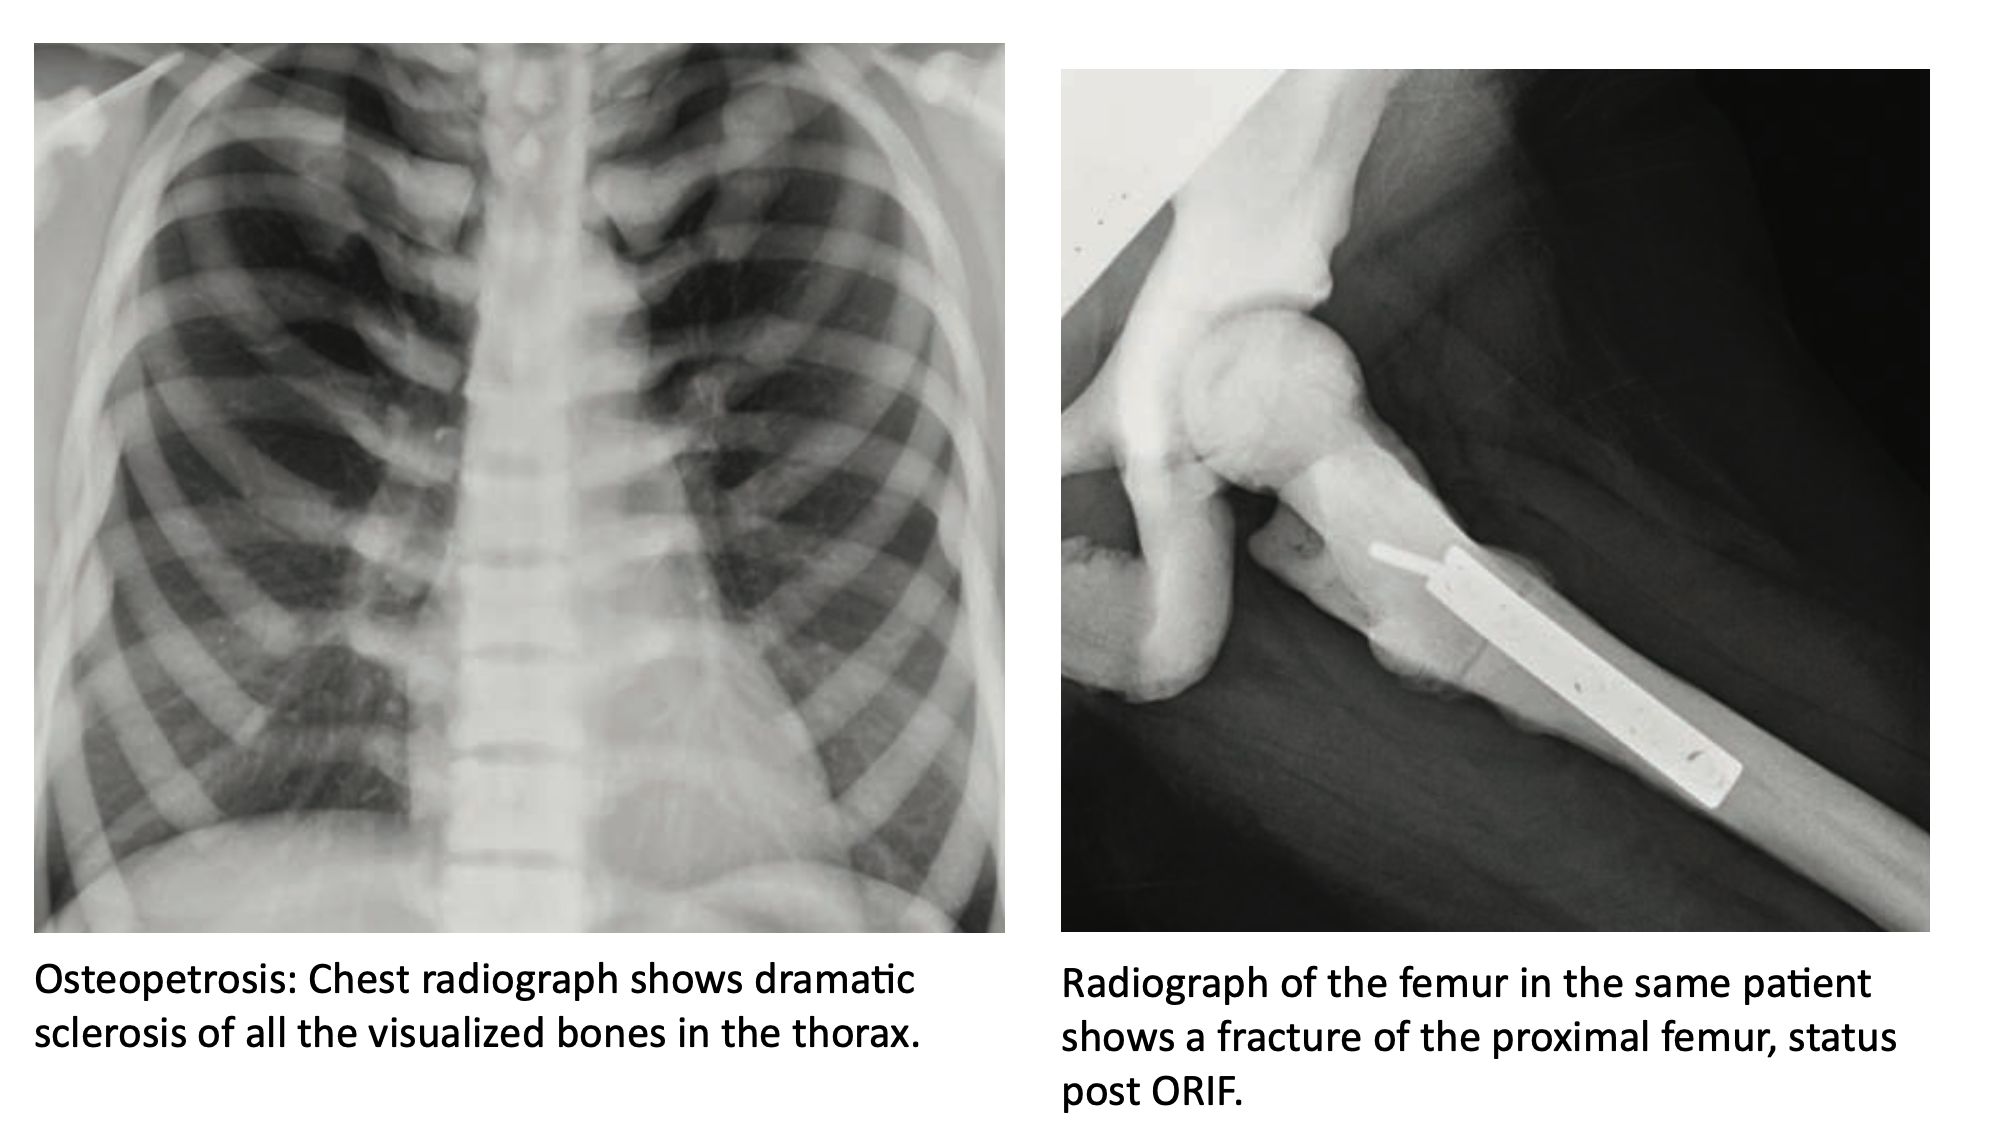 Osteopetrosis: Chest radiograph shows dramatic
sclerosis of all the visualized bones in the thorax.
Radiograph of the femur in the same patient
shows a fracture of the proximal femur, status
post ORIF.